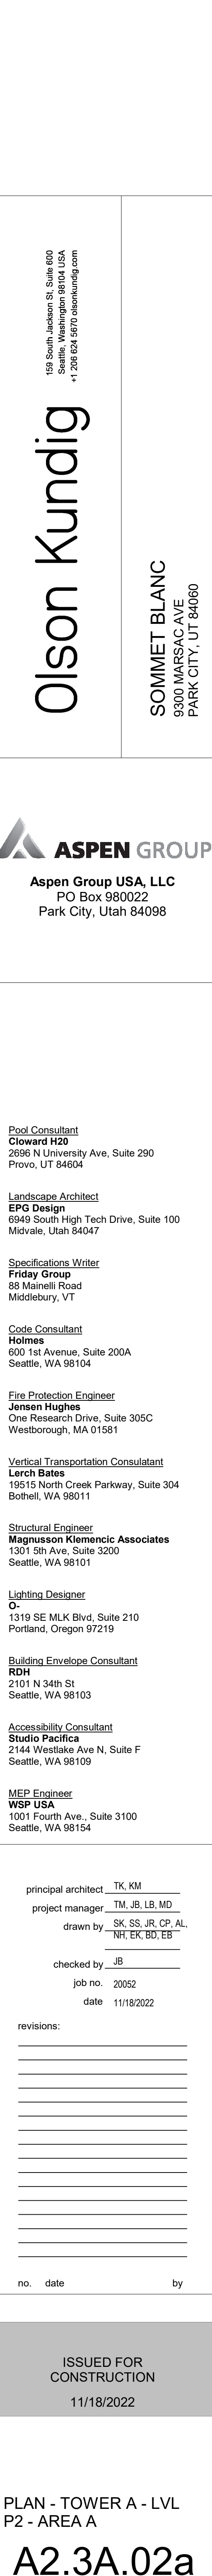 159 South Jackson St, Suite 600
Seattle, Washington 98104 USA
+1 206 624 5670 olsonkundig.com
Olson Kundig
SOMMET BLANC
9300 MARSAC AVE
PARK CITY, UT 84060
ASPEN GROUP
Aspen Group USA, LLC
PO Box 980022
Park City, Utah 84098
Pool Consultant
Cloward H20
2696 N University Ave, Suite 290
Provo, UT 84604
Landscape Architect
EPG Design
6949 South High Tech Drive, Suite 100
Midvale, Utah 84047
Specifications Writer
Friday Group
88 Mainelli Road
Middlebury, VT
Code Consultant
Holmes
600 1st Avenue, Suite 200A
Seattle, WA 98104
Fire Protection Engineer
Jensen Hughes
One Research Drive, Suite 305C
Westborough, MA 01581
Vertical Transportation Consulatant
Lerch Bates
19515 North Creek Parkway, Suite 304
Bothell, WA 98011
Structural Engineer
Magnusson Klemencic Associates
1301 5th Ave, Suite 3200
Seattle, WA 98101
Lighting Designer
O-
1319 SE MLK Blvd, Suite 210
Portland, Oregon 97219
Building Envelope Consultant
RDH
2101 N 34th St
Seattle, WA 98103
Accessibility Consultant
Studio Pacifica
2144 Westlake Ave N, Suite F
Seattle, WA 98109
MEP Engineer
WSP USA
1001 Fourth Ave., Suite 3100
Seattle, WA 98154
principal architect TK, KM
project manager TM, JB, LB, MD
drawn by SK, SS, JR, CP, AL,
NH, EK, BD, EB
checked by JB
job no. 20052
date 11/18/2022
revisions:
no. date by
ISSUED FOR
CONSTRUCTION
11/18/2022
PLAN - TOWER A - LVL
P2 - AREA A
A2.3A.02a